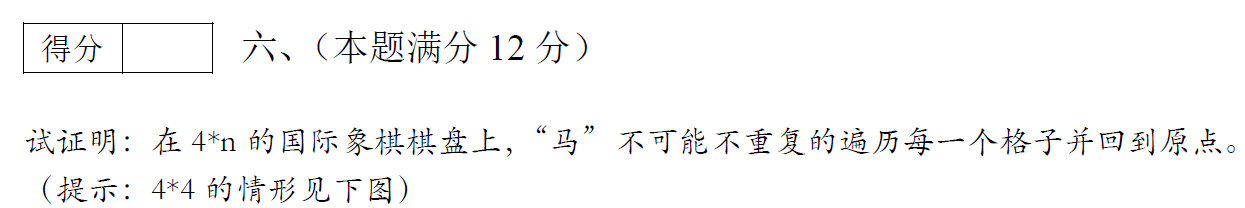 得分 六、（本题满分 12 分）
试证明：在 4*n 的国际象棋棋盘上，“马”不可能不重复的遍历每一个格子并回到原点。
（提示：4*4 的情形见下图）